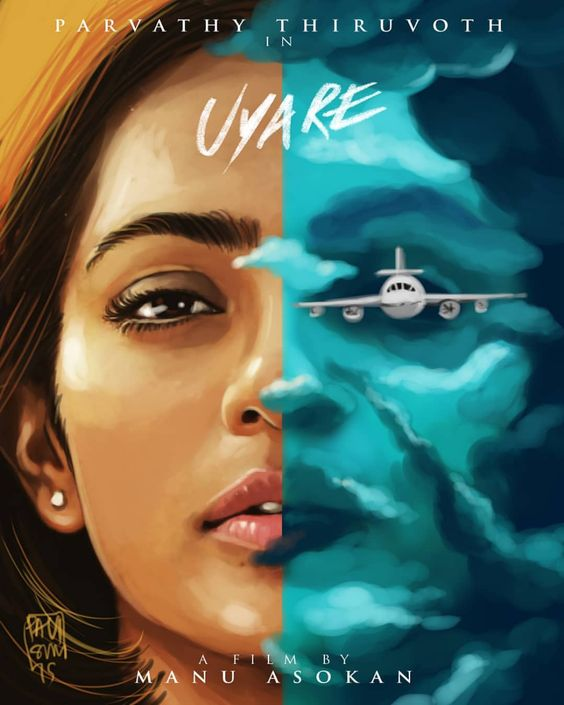 PARVATHY THIRUVOTH
IN
UYARE
A FILM BY
MANU ASOKAN